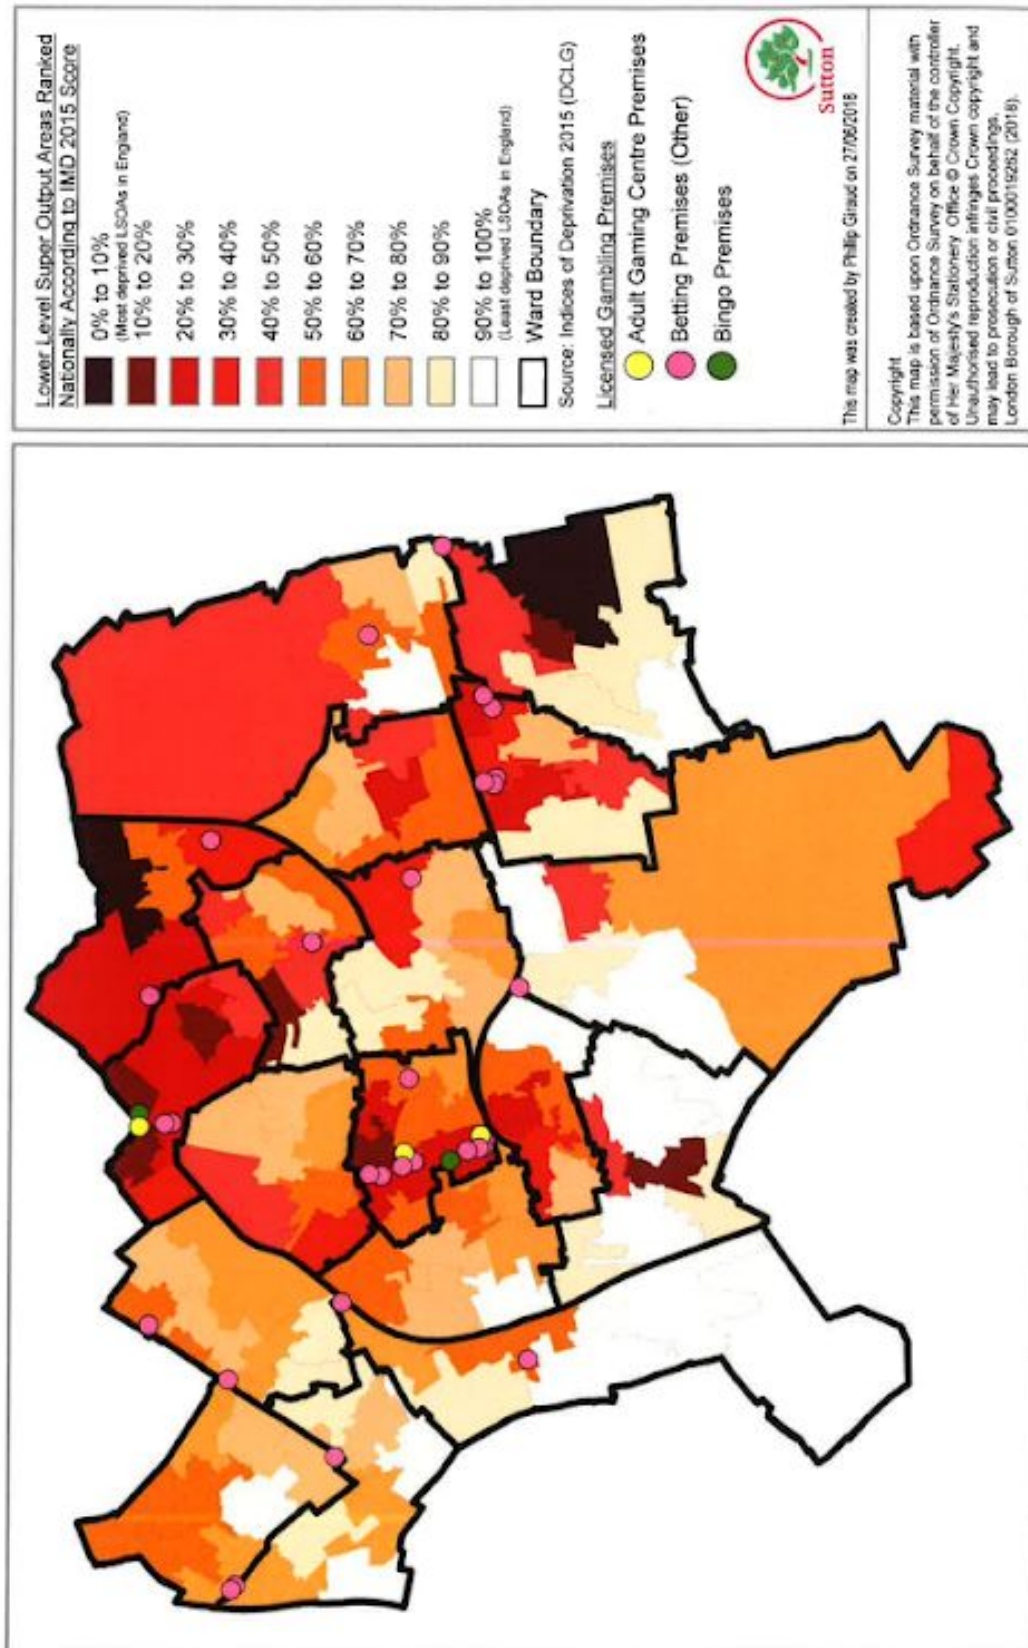 Lower Level Super Output Areas Ranked
Nationally According to IMD 2015 Score
0% to 10%
(Most deprived LSOAs in England)
10% to 20%
20% to 30%
30% to 40%
40% to 50%
50% to 60%
60% to 70%
70% to 80%
80% to 90%
90% to 100%
(Least deprived LSOAs in England)
Ward Boundary
Source: Indices of Deprivation 2015 (DCLG)
Licensed Gambling Premises
Adult Gaming Centre Premises
Betting Premises (Other)
Bingo Premises
Sutton
This map was created by Phillip Giraud on 27/06/2018
Copyright
This map is based upon Ordnance Survey material with
permission of Ordnance Survey on behalf of the controller
of Her Majesty's Stationery Office © Crown Copyright.
Unauthorised reproduction infringes Crown copyright and
may lead to prosecution or civil proceedings.
London Borough of Sutton (2018).